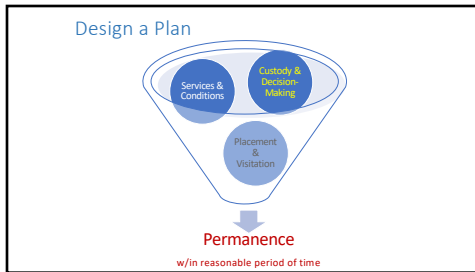 Design a Plan
Services &
Conditions
Custody &
Decision-
Making
Placement
&
Visitation
Permanence
w/in reasonable period of time